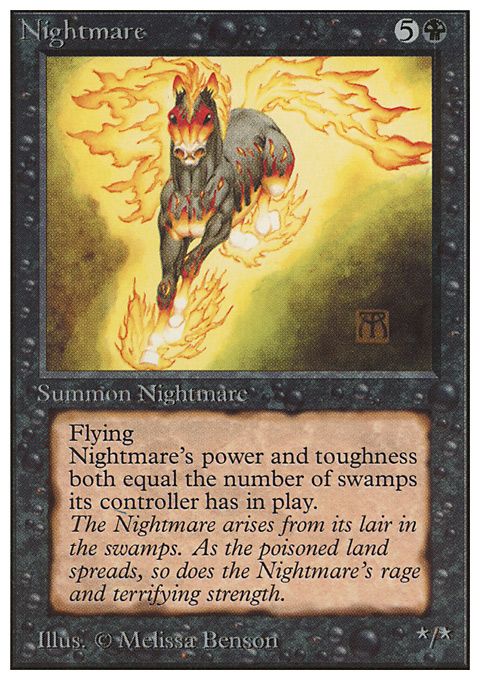 Nightmare 5
Summon Nightmare
Flying
Nightmare's power and toughness
both equal the number of swamps
its controller has in play.
The Nightmare arises from its lair in
the swamps. As the poisoned land
spreads, so does the Nightmare's rage
and terrifying strength.
Illus. © Melissa Benson */*